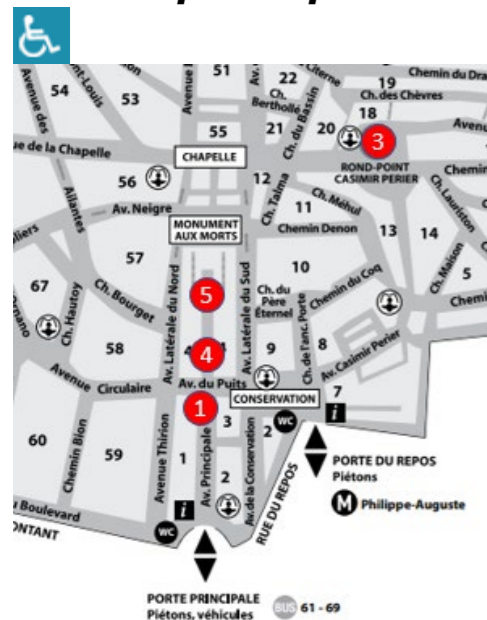 51
22
Citerne
19
Chemin du Dra
54
53
Ch.
Bertholle
Ch. des Chèvres
18
Avenue des
Ch. du Bassin
21
20
3
Avenu
55
ue de la Chapelle
CHAPELLE
ROND-POINT
CASIMIR PERIER
Chemin
56
12
Ch. Talma
Av. Neigre
11
Ch. Méhul
Ch. Lauriston
MONUMENT
AUX MORTS
Chemin Denon
13
14
Ailantes
57
10
Ch. Maison
5
67
Ch. Hautoy
Ch. Bourget
Av. Latérale du Nord
5
Av. Latérale du Sud
Ch. du
Père
Éternel
Chemin du Coq
Chemi
58
4
9
Ch. de l'anc. Porte
8
Av. Casimir Perier
Avenue Circulaire
Av. du Puits
7
1
CONSERVATION
i
60
Chemin Bion
59
Avenue Thirion
1
Av. Principale
3
2
Av. de la Conservation
2
WC
RUE DU REPOS
PORTE DU REPOS
Piétons
M Philippe-Auguste
u Boulevard
i
WC
ONTANT
PORTE PRINCIPALE
Piétons, véhicules
BUS 61 - 69